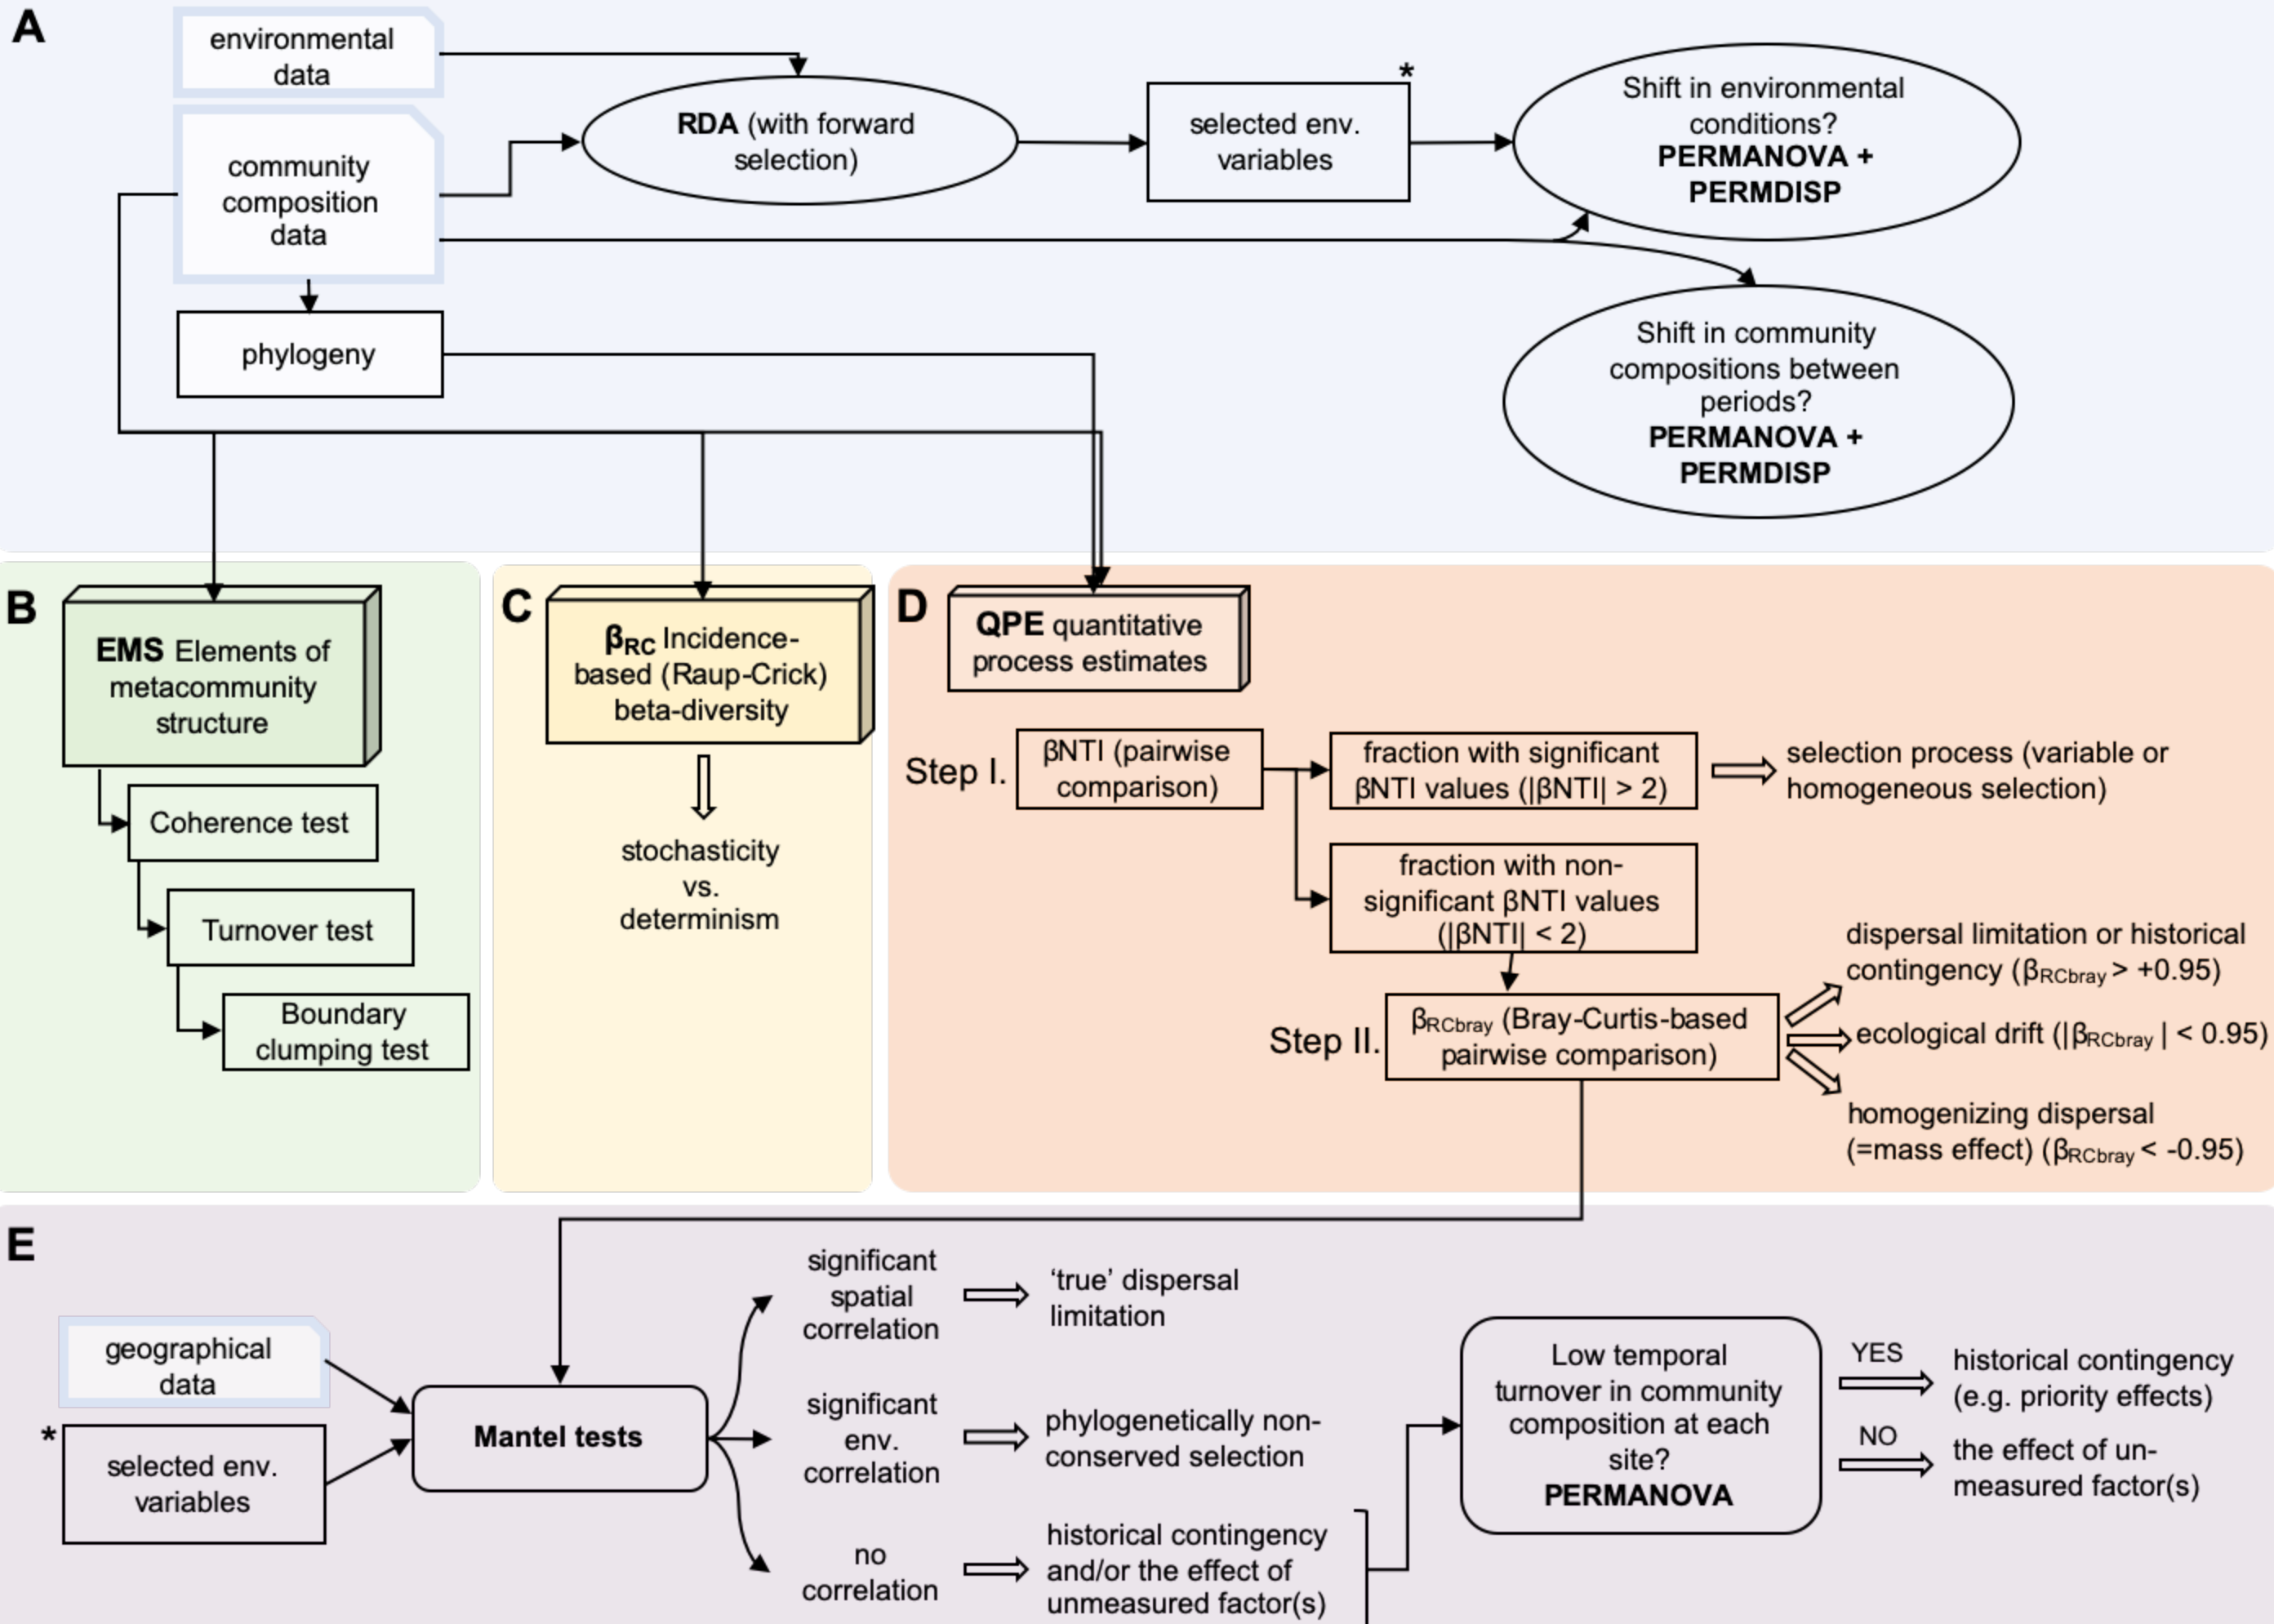 A
environmental
data
community
composition
data
phylogeny
RDA (with forward
selection)
*
selected env.
variables
Shift in environmental
conditions?
PERMANOVA +
PERMDISP
Shift in community
compositions between
periods?
PERMANOVA +
PERMDISP
B
EMS Elements of
metacommunity
structure
Coherence test
Turnover test
Boundary
clumping test
C
βRC Incidence-
based (Raup-Crick)
beta-diversity
stochasticity
vs.
determinism
D
QPE quantitative
process estimates
Step I.
βNTI (pairwise
comparison)
fraction with significant
βNTI values (|βNTI| > 2)
selection process (variable or
homogeneous selection)
fraction with non-
significant βNTI values
(|βNTI| < 2)
Step II.
βRCbray (Bray-Curtis-based
pairwise comparison)
dispersal limitation or historical
contingency (βRCbray > +0.95)
ecological drift (|βRCbray | < 0.95)
homogenizing dispersal
(=mass effect) (βRCbray < -0.95)
E
geographical
data
*
selected env.
variables
Mantel tests
significant
spatial
correlation
‘true’ dispersal
limitation
significant
env.
correlation
phylogenetically non-
conserved selection
no
correlation
historical contingency
and/or the effect of
unmeasured factor(s)
Low temporal
turnover in community
composition at each
site?
PERMANOVA
YES
historical contingency
(e.g. priority effects)
NO
the effect of un-
measured factor(s)